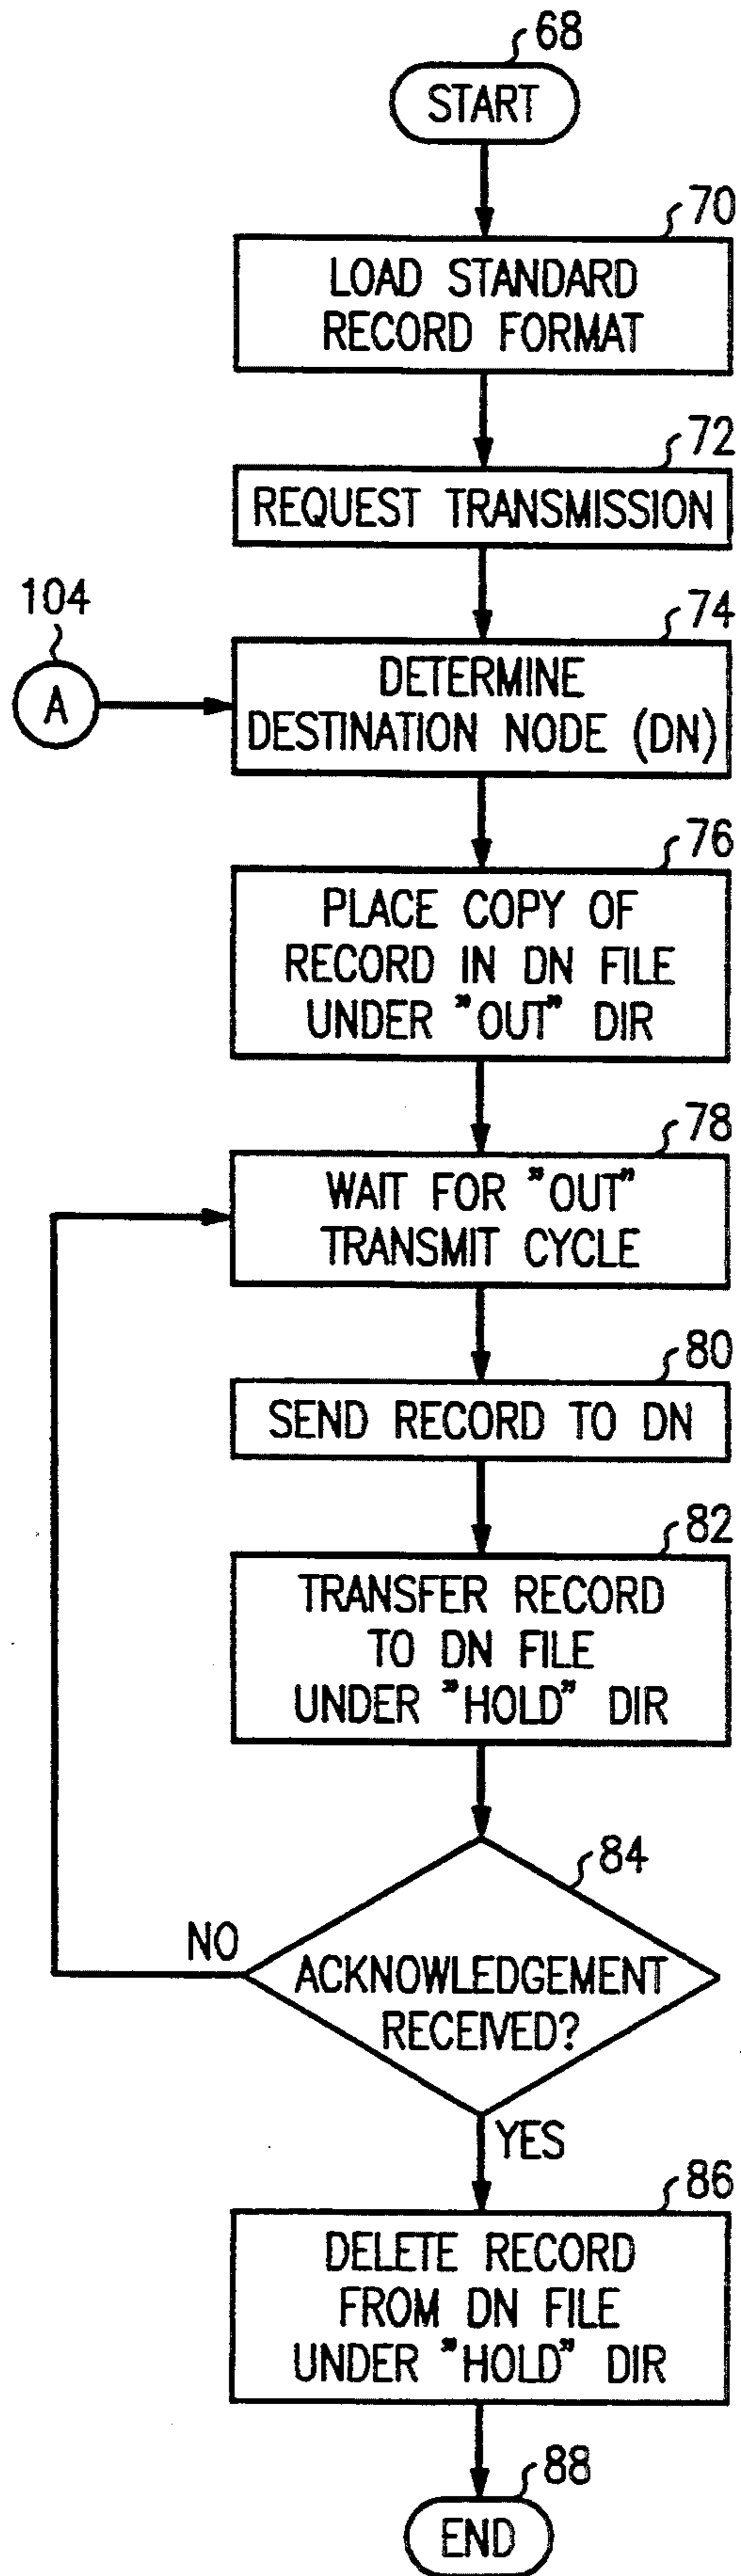 68
START
70
LOAD STANDARD
RECORD FORMAT
72
REQUEST TRANSMISSION
104
A
74
DETERMINE
DESTINATION NODE (DN)
76
PLACE COPY OF
RECORD IN DN FILE
UNDER "OUT" DIR
78
WAIT FOR "OUT"
TRANSMIT CYCLE
80
SEND RECORD TO DN
82
TRANSFER RECORD
TO DN FILE
UNDER "HOLD" DIR
84
NO
ACKNOWLEDGEMENT
RECEIVED?
YES
86
DELETE RECORD
FROM DN FILE
UNDER "HOLD" DIR
88
END